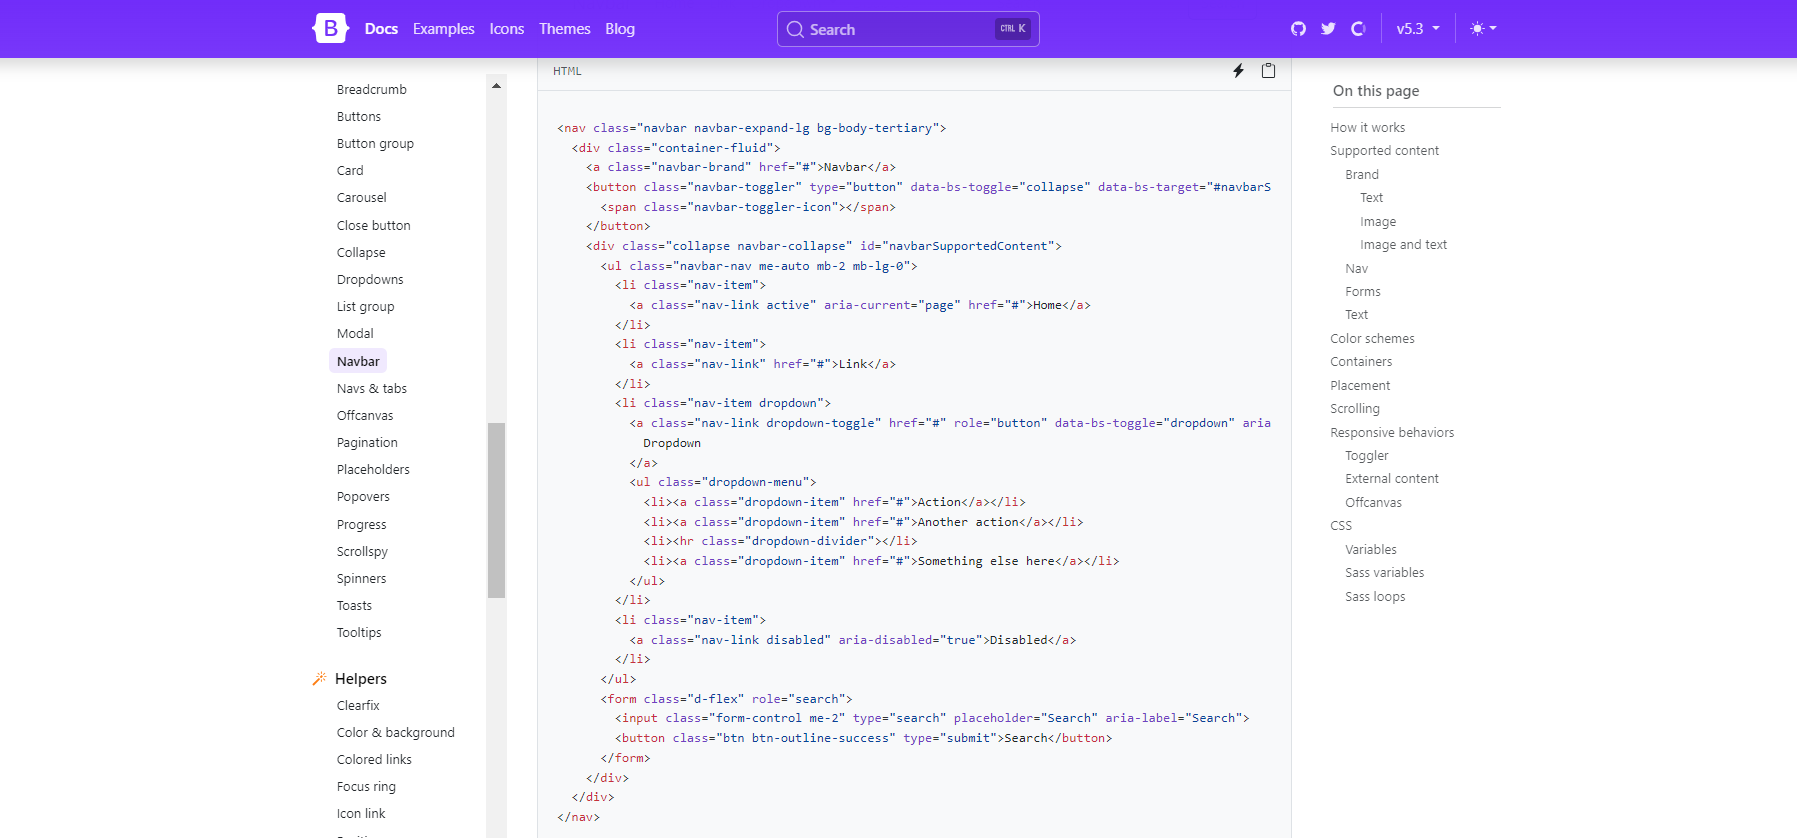 B Docs Examples Icons Themes Blog Search CTRL K v5.3
Breadcrumb
Buttons
Button group
Card
Carousel
Close button
Collapse
Dropdowns
List group
Modal
Navbar
Navs & tabs
Offcanvas
Pagination
Placeholders
Popovers
Progress
Scrollspy
Spinners
Toasts
Tooltips
Helpers
Clearfix
Color & background
Colored links
Focus ring
Icon link
HTML
<nav class="navbar navbar-expand-lg bg-body-tertiary">
<div class="container-fluid">
<a class="navbar-brand" href="#">Navbar</a>
<button class="navbar-toggler" type="button" data-bs-toggle="collapse" data-bs-target="#navbarS
<span class="navbar-toggler-icon"></span>
</button>
<div class="collapse navbar-collapse" id="navbarSupportedContent">
<ul class="navbar-nav me-auto mb-2 mb-lg-0">
<li class="nav-item">
<a class="nav-link active" aria-current="page" href="#">Home</a>
</li>
<li class="nav-item">
<a class="nav-link" href="#">Link</a>
</li>
<li class="nav-item dropdown">
<a class="nav-link dropdown-toggle" href="#" role="button" data-bs-toggle="dropdown" aria
Dropdown
</a>
<ul class="dropdown-menu">
<li><a class="dropdown-item" href="#">Action</a></li>
<li><a class="dropdown-item" href="#">Another action</a></li>
<li><hr class="dropdown-divider"></li>
<li><a class="dropdown-item" href="#">Something else here</a></li>
</ul>
</li>
<li class="nav-item">
<a class="nav-link disabled" aria-disabled="true">Disabled</a>
</li>
</ul>
<form class="d-flex" role="search">
<input class="form-control me-2" type="search" placeholder="Search" aria-label="Search">
<button class="btn btn-outline-success" type="submit">Search</button>
</form>
</div>
</div>
</nav>
On this page
How it works
Supported content
Brand
Text
Image
Image and text
Nav
Forms
Text
Color schemes
Containers
Placement
Scrolling
Responsive behaviors
Toggler
External content
Offcanvas
CSS
Variables
Sass variables
Sass loops